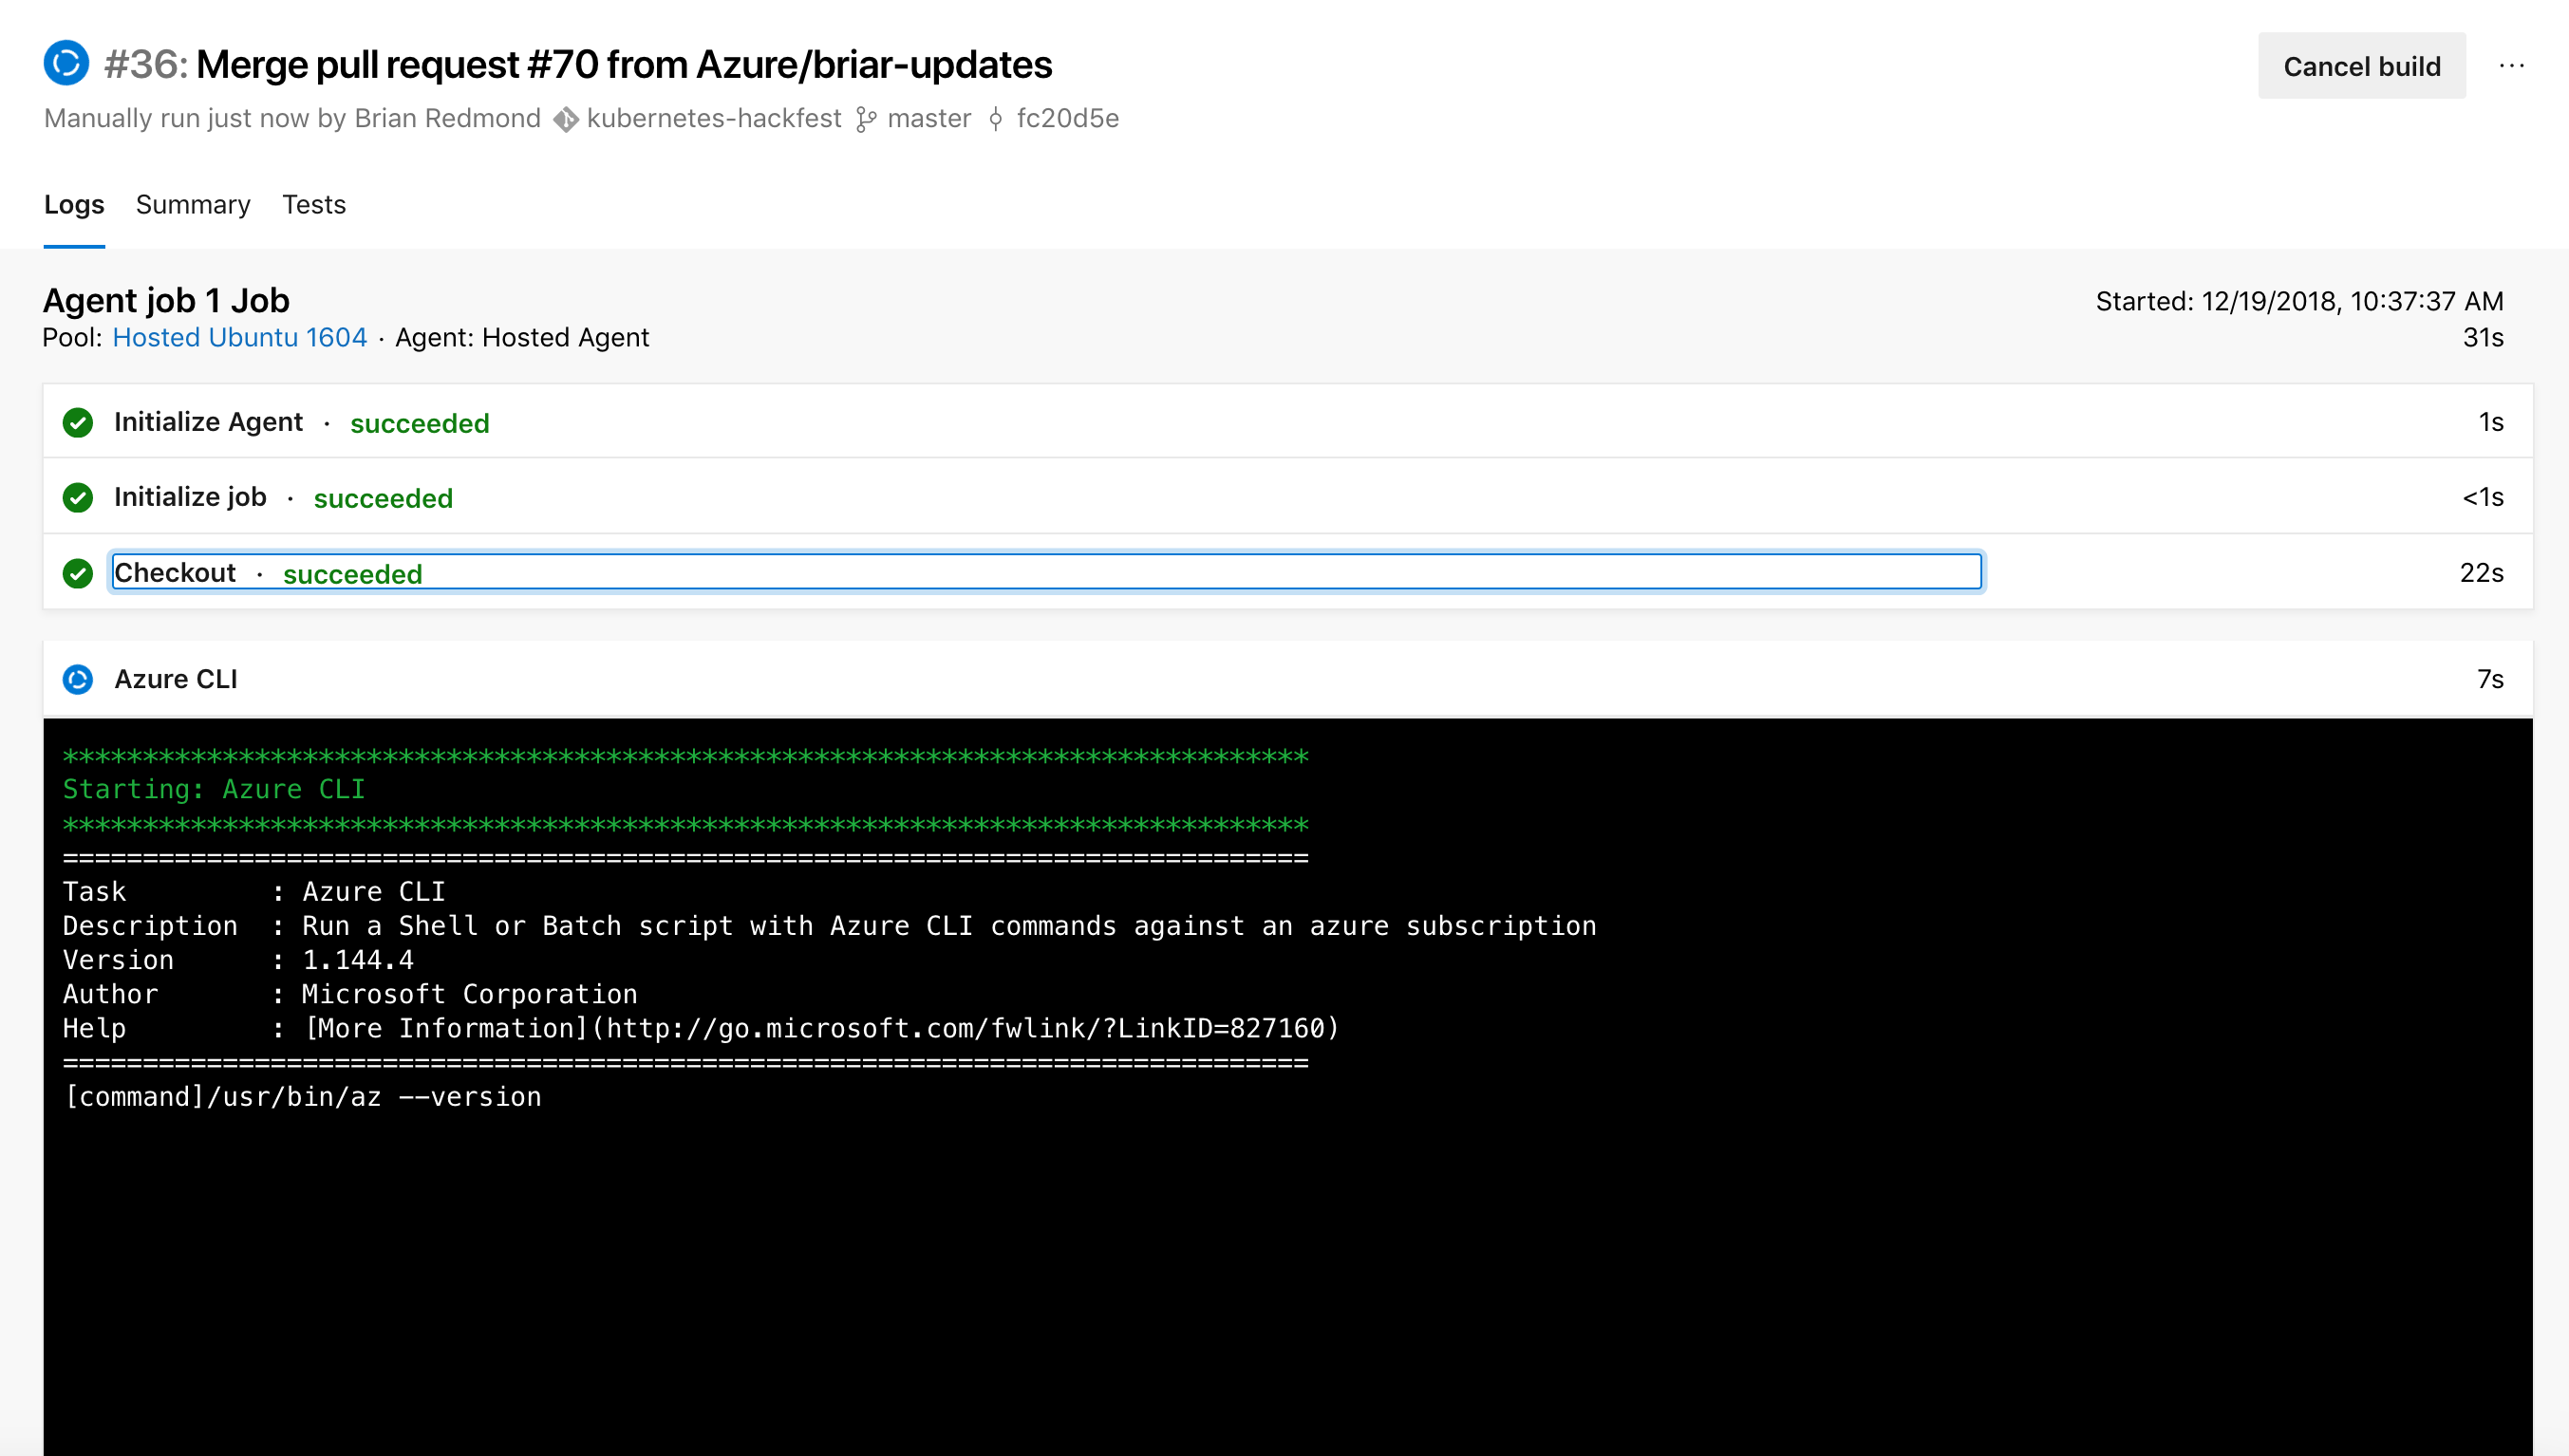 #36: Merge pull request #70 from Azure/briar-updates
Cancel build
...
Manually run just now by Brian Redmond kubernetes-hackfest master fc20d5e
Logs Summary Tests
Agent job 1 Job
Started: 12/19/2018, 10:37:37 AM
Pool: Hosted Ubuntu 1604 · Agent: Hosted Agent
31s
Initialize Agent · succeeded 1s
Initialize job · succeeded <1s
Checkout · succeeded 22s
Azure CLI 7s
******************************************************************************
Starting: Azure CLI
******************************************************************************
==============================================================================
Task         : Azure CLI
Description  : Run a Shell or Batch script with Azure CLI commands against an azure subscription
Version      : 1.144.4
Author       : Microsoft Corporation
Help         : [More Information](http://go.microsoft.com/fwlink/?LinkID=827160)
==============================================================================
[command]/usr/bin/az --version